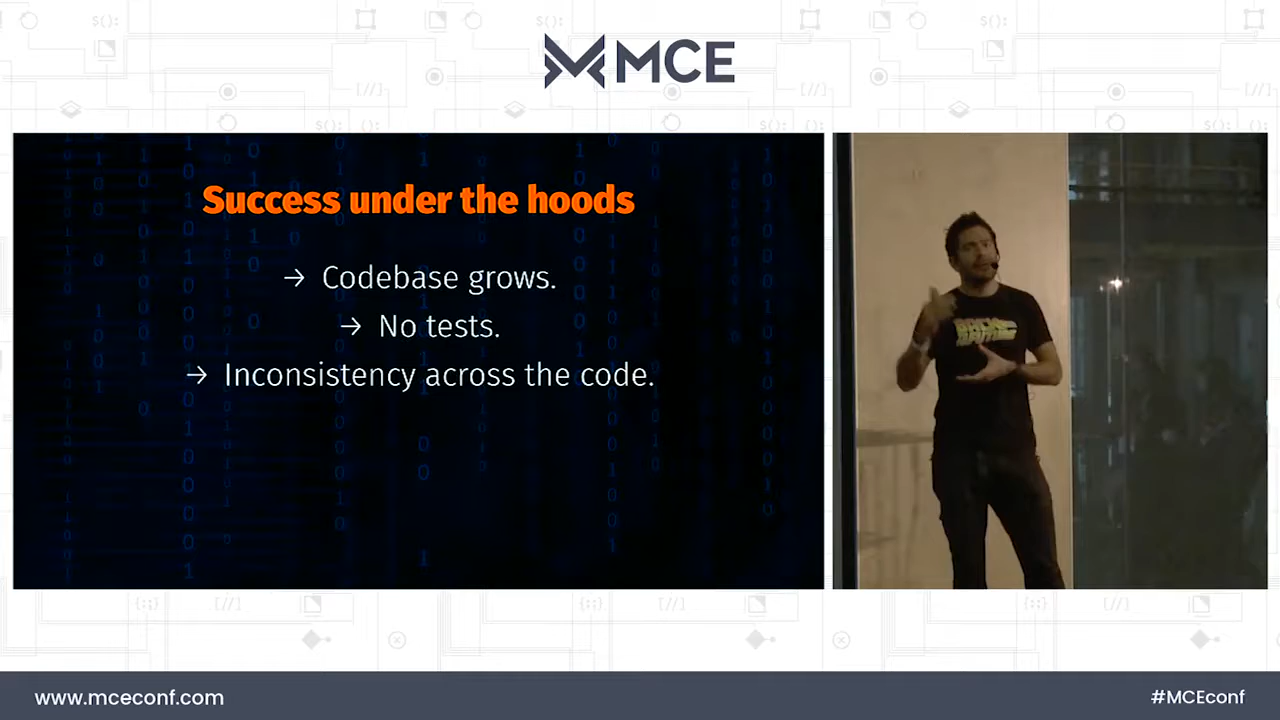 MCE
Success under the hoods
→ Codebase grows.
→ No tests.
→ Inconsistency across the code.
www.mceconf.com
#MCEconf